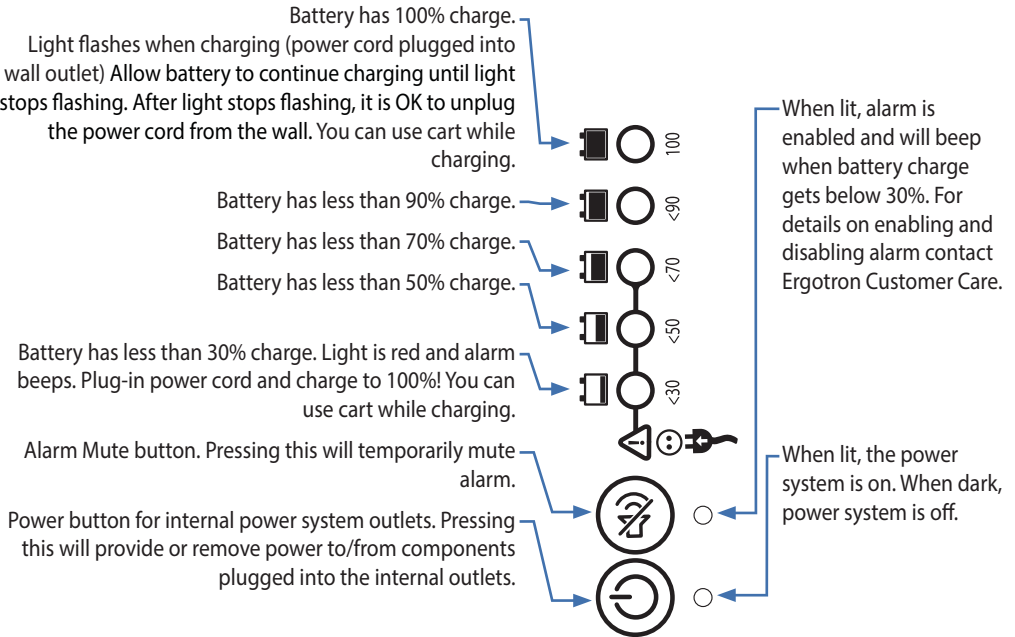 Battery has 100% charge.
Light flashes when charging (power cord plugged into
wall outlet) Allow battery to continue charging until light
stops flashing. After light stops flashing, it is OK to unplug
the power cord from the wall. You can use cart while
charging.
100
Battery has less than 90% charge.
<90
Battery has less than 70% charge.
<70
Battery has less than 50% charge.
<50
Battery has less than 30% charge. Light is red and alarm
beeps. Plug-in power cord and charge to 100%! You can
use cart while charging.
<30
Alarm Mute button. Pressing this will temporarily mute
alarm.
Power button for internal power system outlets. Pressing
this will provide or remove power to/from components
plugged into the internal outlets.
When lit, alarm is
enabled and will beep
when battery charge
gets below 30%. For
details on enabling and
disabling alarm contact
Ergotron Customer Care.
When lit, the power
system is on. When dark,
power system is off.